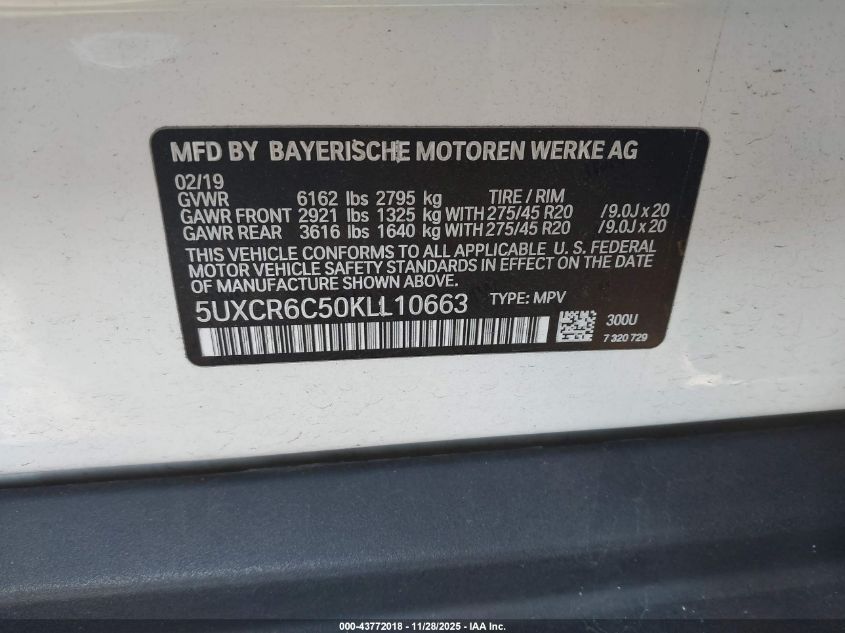 MFD BY BAYERISCHE MOTOREN WERKE AG
02/19
GVWR 6162 lbs 2795 kg TIRE / RIM
GAWR FRONT 2921 lbs 1325 kg WITH 275/45 R20 /9.0J x 20
GAWR REAR 3616 lbs 1640 kg WITH 275/45 R20 /9.0J x 20
THIS VEHICLE CONFORMS TO ALL APPLICABLE U. S. FEDERAL
MOTOR VEHICLE SAFETY STANDARDS IN EFFECT ON THE DATE
OF MANUFACTURE SHOWN ABOVE.
5UXCR6C50KLL10663 TYPE: MPV
300U
7 320 729
000-43772018 - 11/28/2025 - IAA Inc.